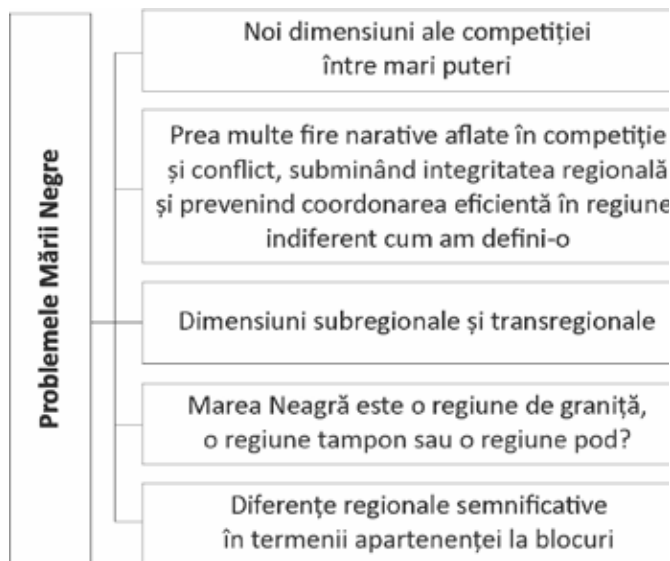 Problemele Mării Negre
Noi dimensiuni ale competiției
între mari puteri
Prea multe fire narative aflate în competiție
și conflict, subminând integritatea regională
și prevenind coordonarea eficientă în regiune
indiferent cum am defini-o
Dimensiuni subregionale și transregionale
Marea Neagră este o regiune de graniță,
o regiune tampon sau o regiune pod?
Diferențe regionale semnificative
în termenii apartenenței la blocuri